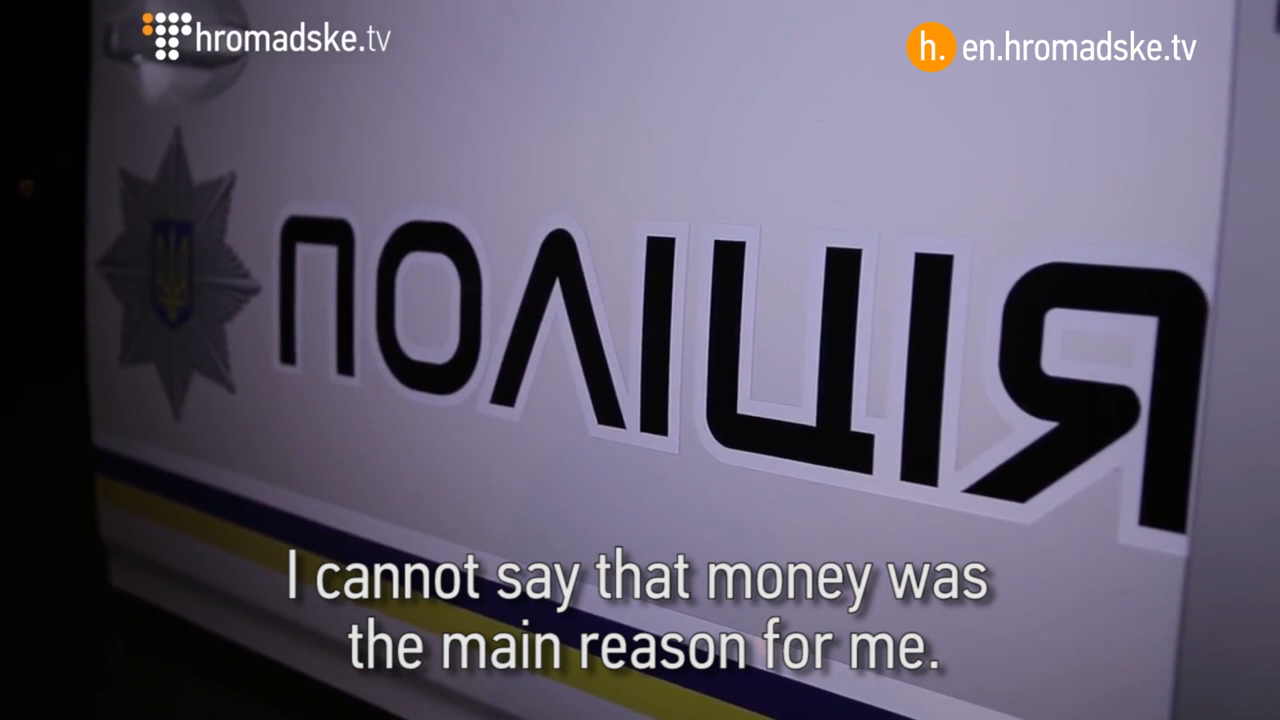 hromadske.tv
h. en.hromadske.tv
ПОЛІЦІЯ
I cannot say that money was
the main reason for me.